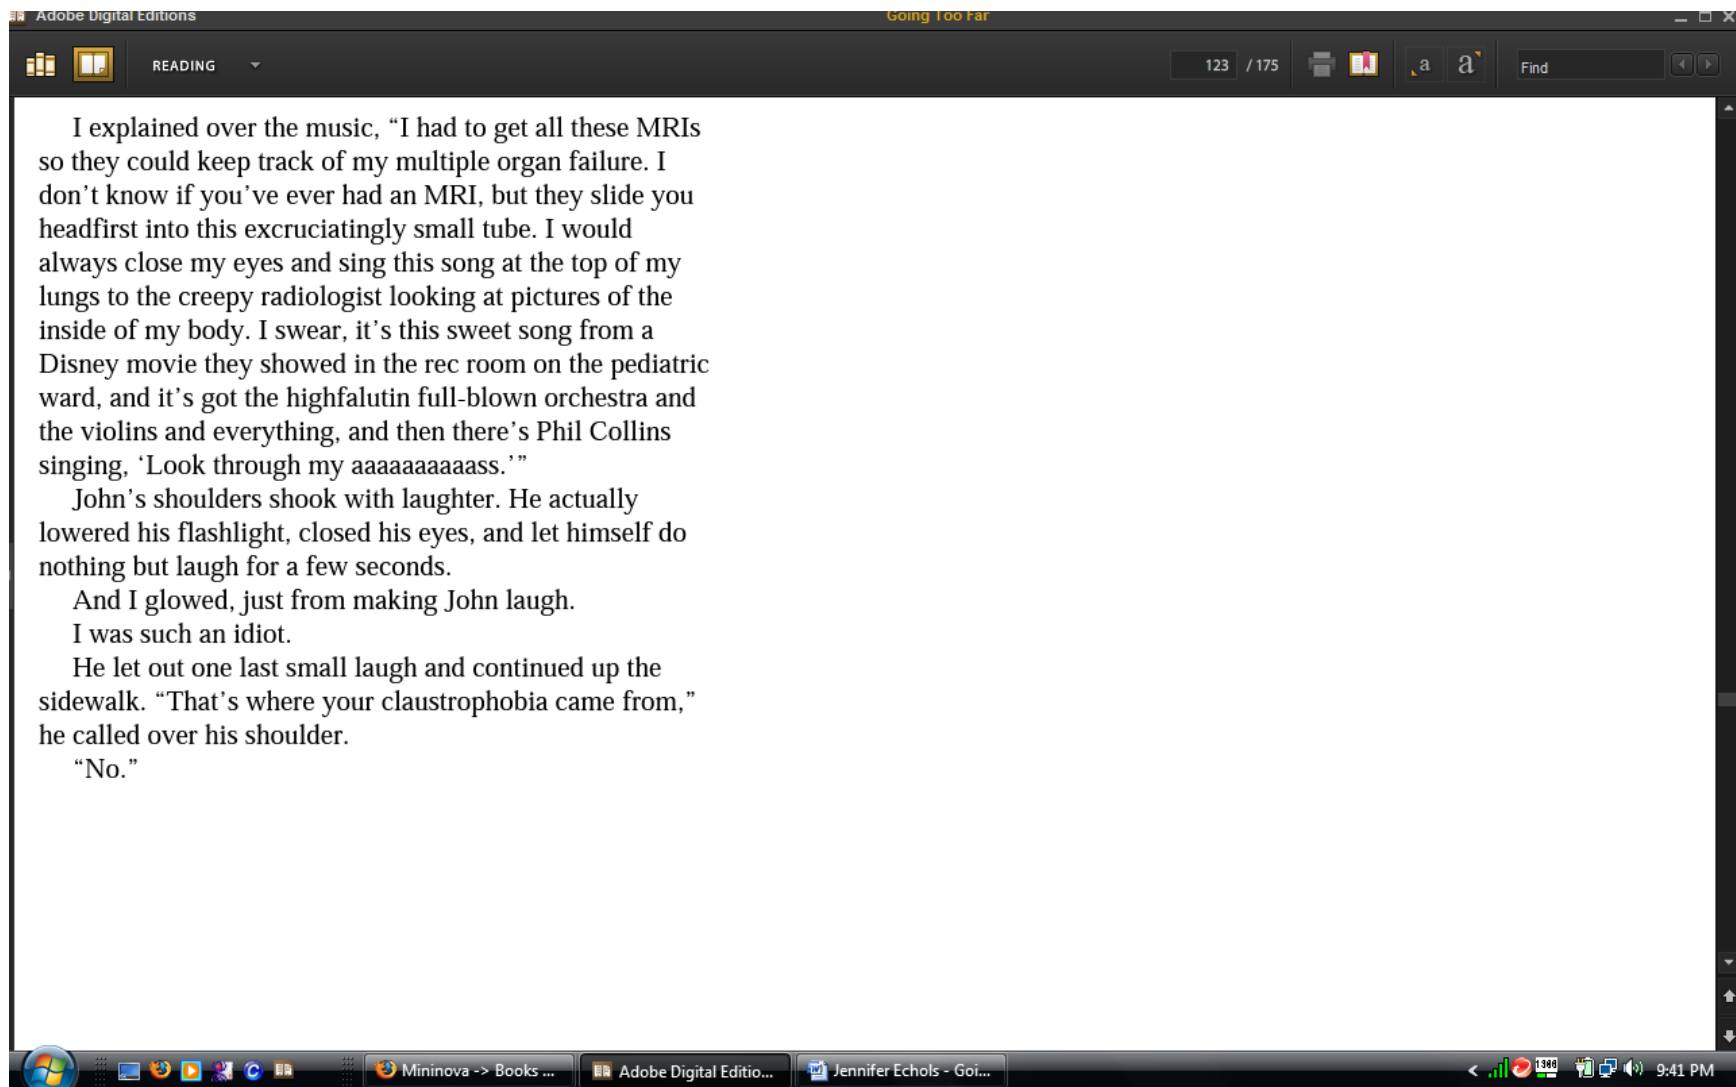 Adobe Digital Editions
Going Too Far
READING
123 / 175
a a
Find
I explained over the music, “I had to get all these MRIs
so they could keep track of my multiple organ failure. I
don’t know if you’ve ever had an MRI, but they slide you
headfirst into this excruciatingly small tube. I would
always close my eyes and sing this song at the top of my
lungs to the creepy radiologist looking at pictures of the
inside of my body. I swear, it’s this sweet song from a
Disney movie they showed in the rec room on the pediatric
ward, and it’s got the highfalutin full-blown orchestra and
the violins and everything, and then there’s Phil Collins
singing, ‘Look through my aaaaaaaaaass.’”
John’s shoulders shook with laughter. He actually
lowered his flashlight, closed his eyes, and let himself do
nothing but laugh for a few seconds.
And I glowed, just from making John laugh.
I was such an idiot.
He let out one last small laugh and continued up the
sidewalk. “That’s where your claustrophobia came from,”
he called over his shoulder.
“No.”
Mininova -> Books ...
Adobe Digital Editio...
Jennifer Echols - Goi...
9:41 PM